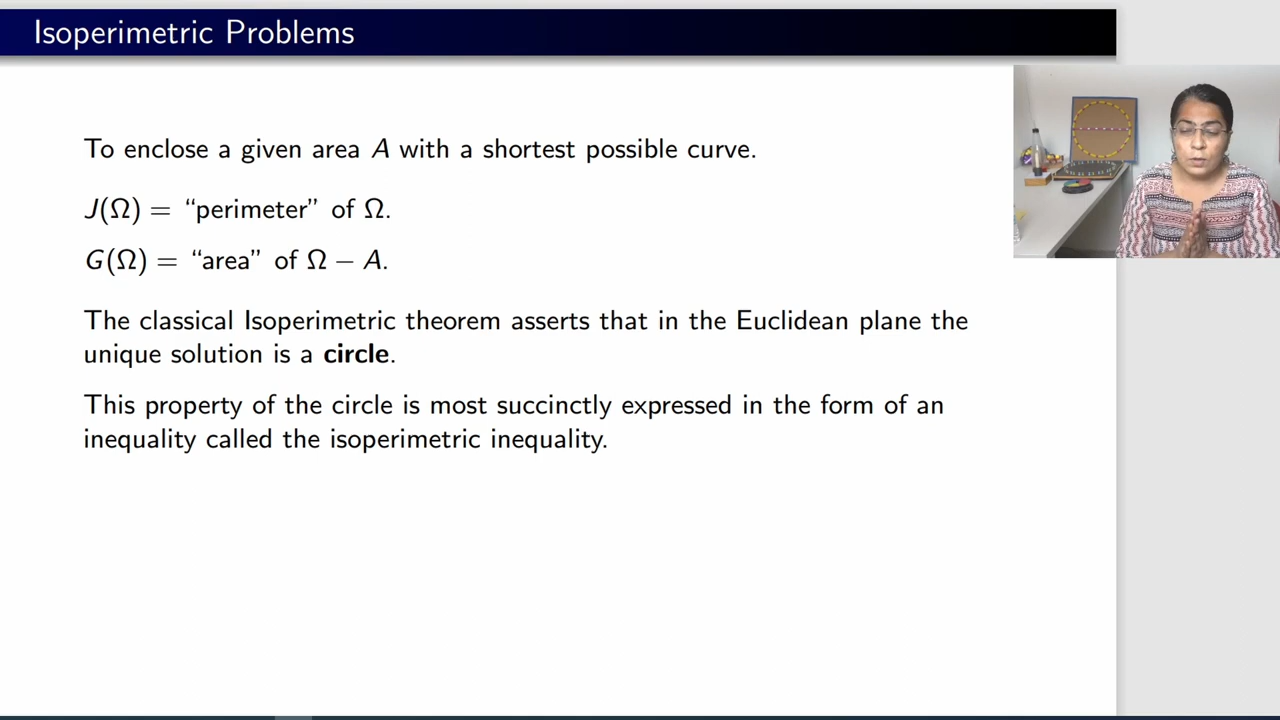 Isoperimetric Problems
To enclose a given area A with a shortest possible curve.
J(Ω) = “perimeter” of Ω.
G(Ω) = “area” of Ω − A.
The classical Isoperimetric theorem asserts that in the Euclidean plane the
unique solution is a circle.
This property of the circle is most succinctly expressed in the form of an
inequality called the isoperimetric inequality.